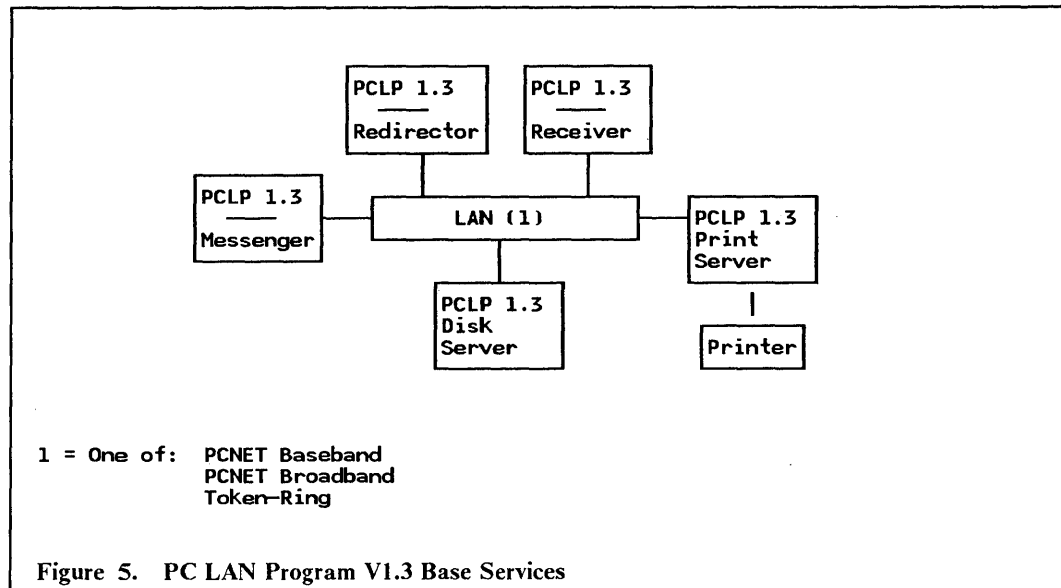 PCLP 1.3
Redirector
PCLP 1.3
Receiver
PCLP 1.3
Messenger
LAN (1)
PCLP 1.3
Print
Server
PCLP 1.3
Disk
Server
Printer
1 = One of: PCNET Baseband
PCNET Broadband
Token-Ring
Figure 5. PC LAN Program V1.3 Base Services